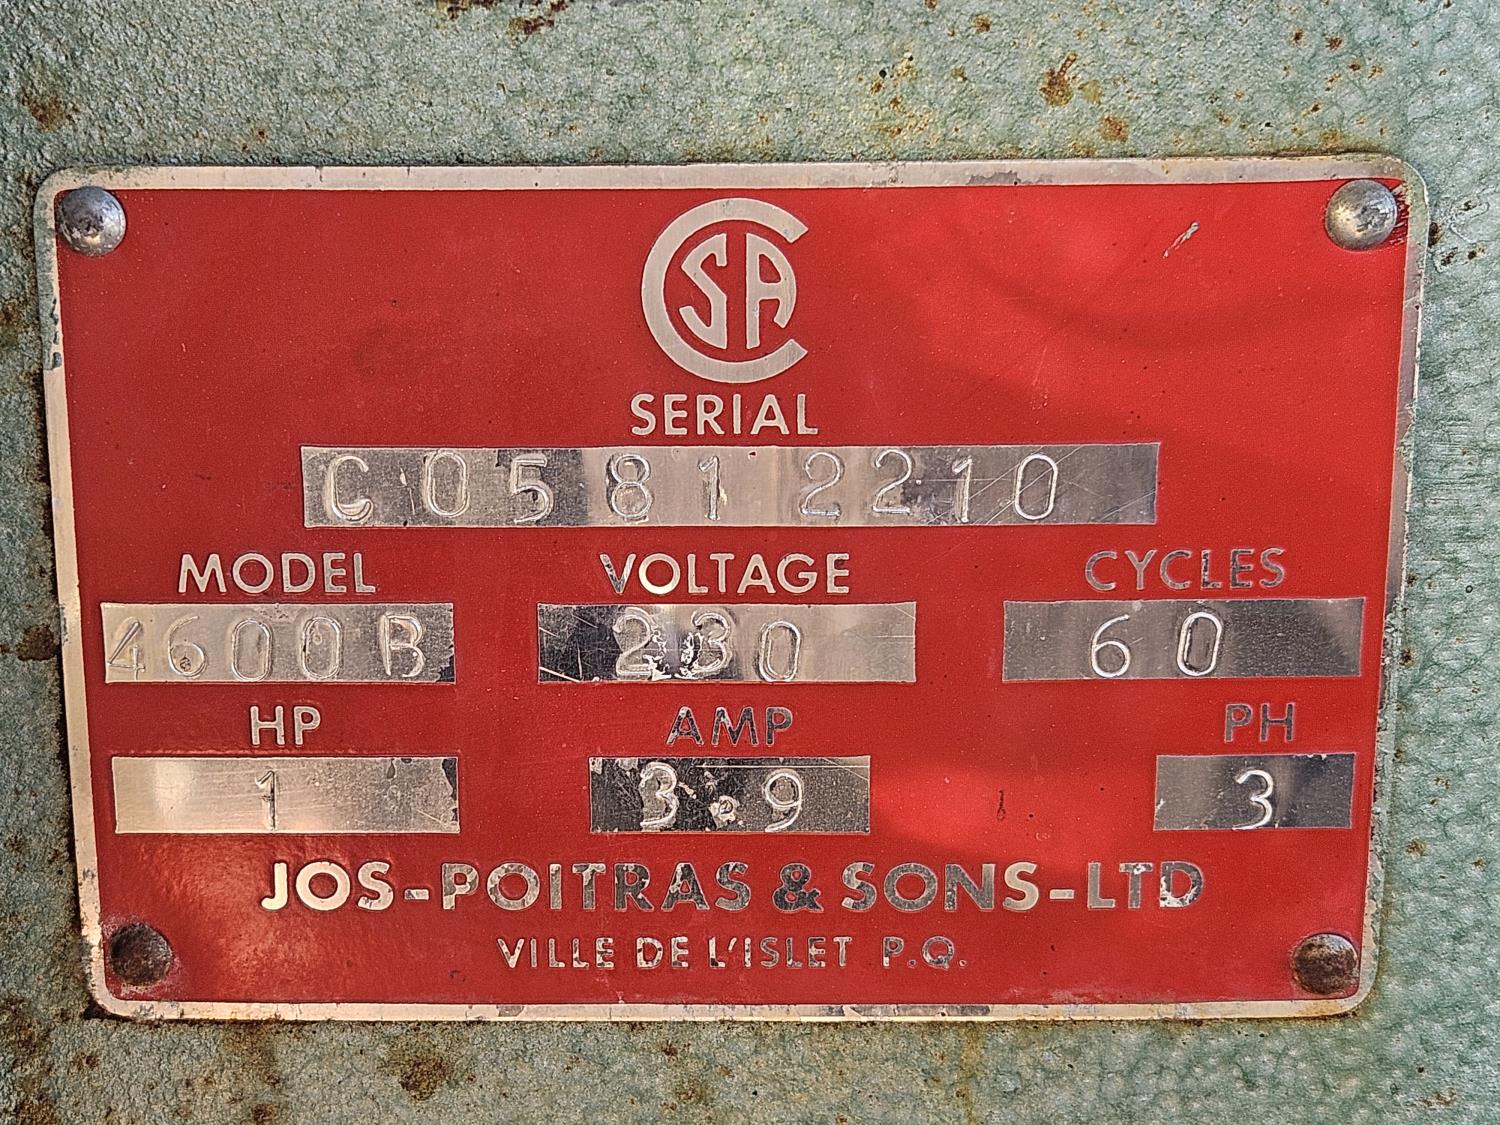 CSA
SERIAL
C0581 2210
MODEL VOLTAGE CYCLES
4600B 230 60
HP AMP PH
1 3.9 3
JOS-POITRAS & SONS-LTD
VILLE DE L'ISLET P.Q.